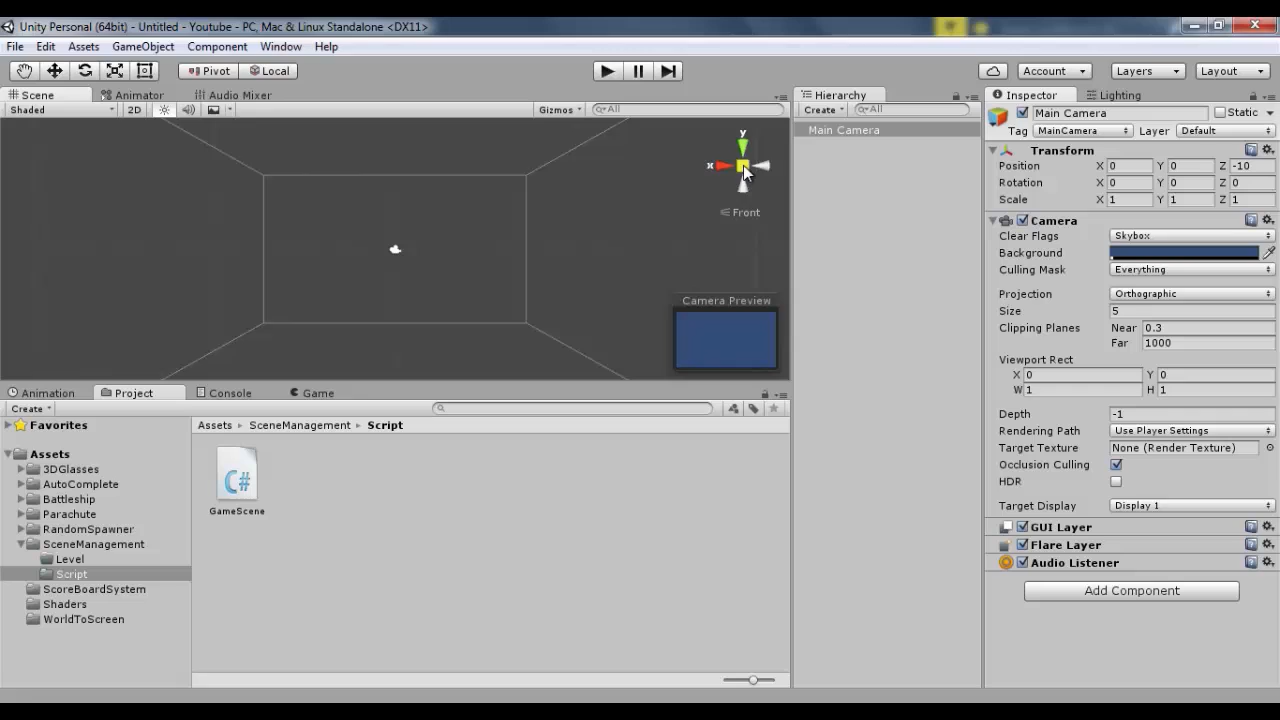 Unity Personal (64bit) - Untitled - Youtube - PC, Mac & Linux Standalone <DX11>
File Edit Assets GameObject Component Window Help
Pivot Local Account Layers Layout
Scene Animator Audio Mixer
Shaded 2D Gizmos All
y
x
Front
Camera Preview
Hierarchy
Create All
Main Camera
Inspector Lighting
Main Camera Static
Tag MainCamera Layer Default
Transform
Position X 0 Y 0 Z -10
Rotation X 0 Y 0 Z 0
Scale X 1 Y 1 Z 1
Camera
Clear Flags Skybox
Background
Culling Mask Everything
Projection Orthographic
Size 5
Clipping Planes Near 0.3
Far 1000
Viewport Rect
X 0 Y 0
W 1 H 1
Depth -1
Rendering Path Use Player Settings
Target Texture None (Render Texture)
Occlusion Culling
HDR
Target Display Display 1
GUI Layer
Flare Layer
Audio Listener
Add Component
Animation Project Console Game
Create
Favorites
Assets
3DGlasses
AutoComplete
Battleship
Parachute
RandomSpawner
SceneManagement
Level
Script
ScoreBoardSystem
Shaders
WorldToScreen
Assets SceneManagement Script
C#
GameScene